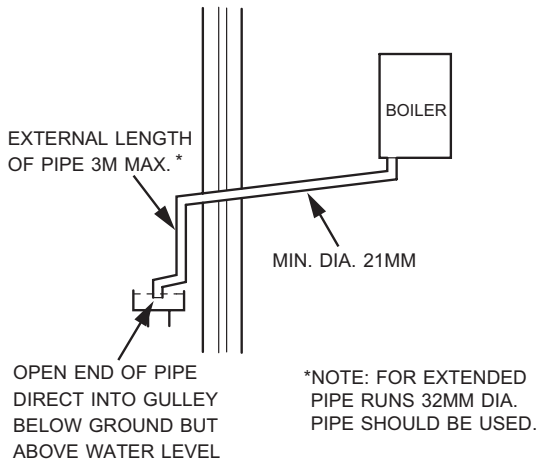 BOILER
EXTERNAL LENGTH
OF PIPE 3M MAX. *
MIN. DIA. 21MM
OPEN END OF PIPE
DIRECT INTO GULLEY
BELOW GROUND BUT
ABOVE WATER LEVEL
*NOTE: FOR EXTENDED
PIPE RUNS 32MM DIA.
PIPE SHOULD BE USED.